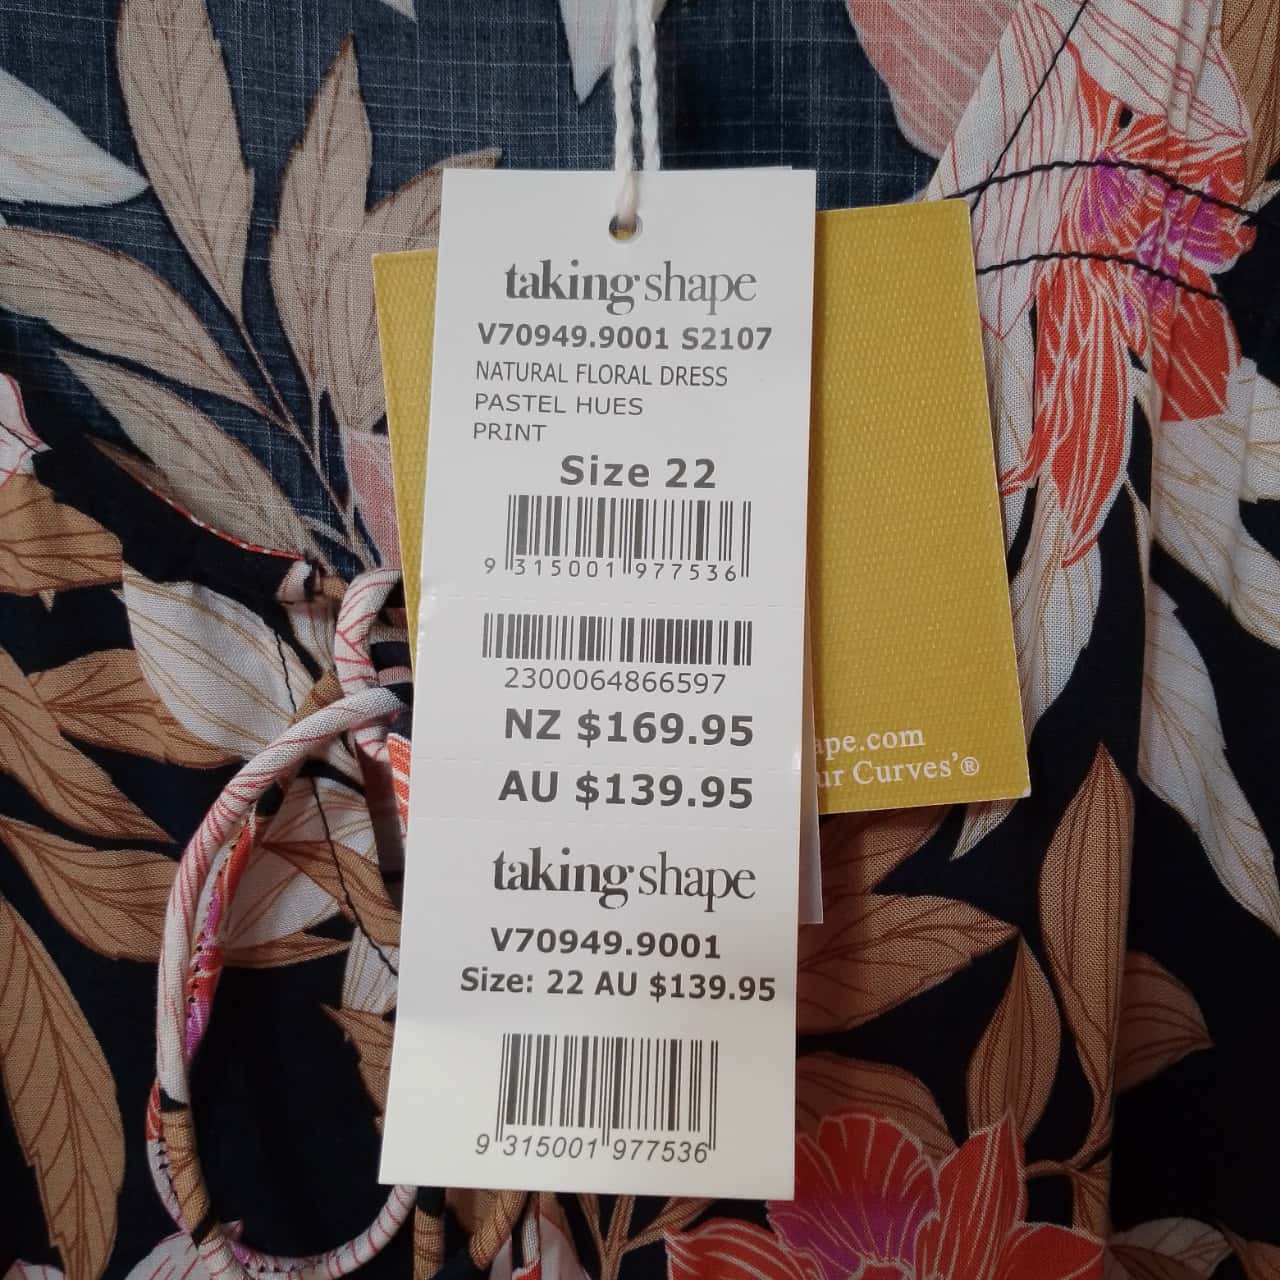 taking shape
V70949.9001 S2107
NATURAL FLORAL DRESS
PASTEL HUES
PRINT
Size 22
9 315001 977536
2300064866597
NZ $169.95
AU $139.95
taking shape
V70949.9001
Size: 22 AU $139.95
9 315001 977536
ape.com
ur Curves'®